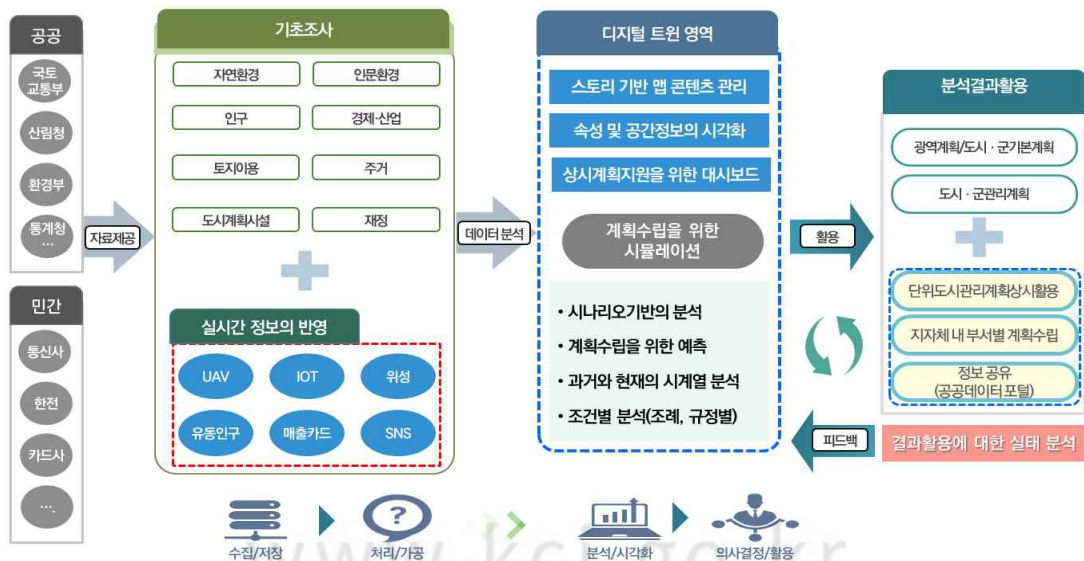 공공
국토
교통부
산림청
환경부
통계청
...
민간
통신사
한전
카드사
....
자료제공
기초조사
자연환경
인문환경
인구
경제·산업
토지이용
주거
도시계획시설
재정
실시간 정보의 반영
UAV
IOT
위성
유동인구
매출카드
SNS
데이터 분석
디지털 트윈 영역
스토리 기반 맵 콘텐츠 관리
속성 및 공간정보의 시각화
상시계획지원을 위한 대시보드
계획수립을 위한
시뮬레이션
• 시나리오기반의 분석
• 계획수립을 위한 예측
• 과거와 현재의 시계열 분석
• 조건별 분석(조례, 규정별)
활용
분석결과활용
광역계획/도시 · 군기본계획
도시 · 군관리계획
단위도시관리계획상시활용
지자체 내 부서별 계획수립
정보 공유
(공공데이터 포털)
피드백
결과활용에 대한 실태 분석
수집/저장
처리/가공
분석/시각화
의사결정/활용
www.kci.go.kr